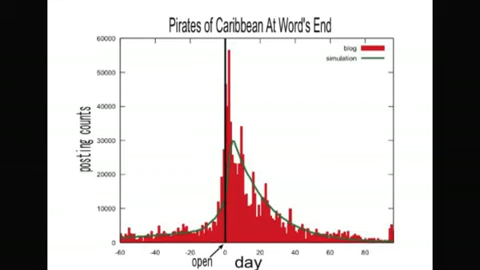 Pirates of Caribbean At Word's End
60000
50000
40000
30000
20000
10000
0
posting counts
blog
simulation
-60 -40 -20 0 20 40 60 80
open
day